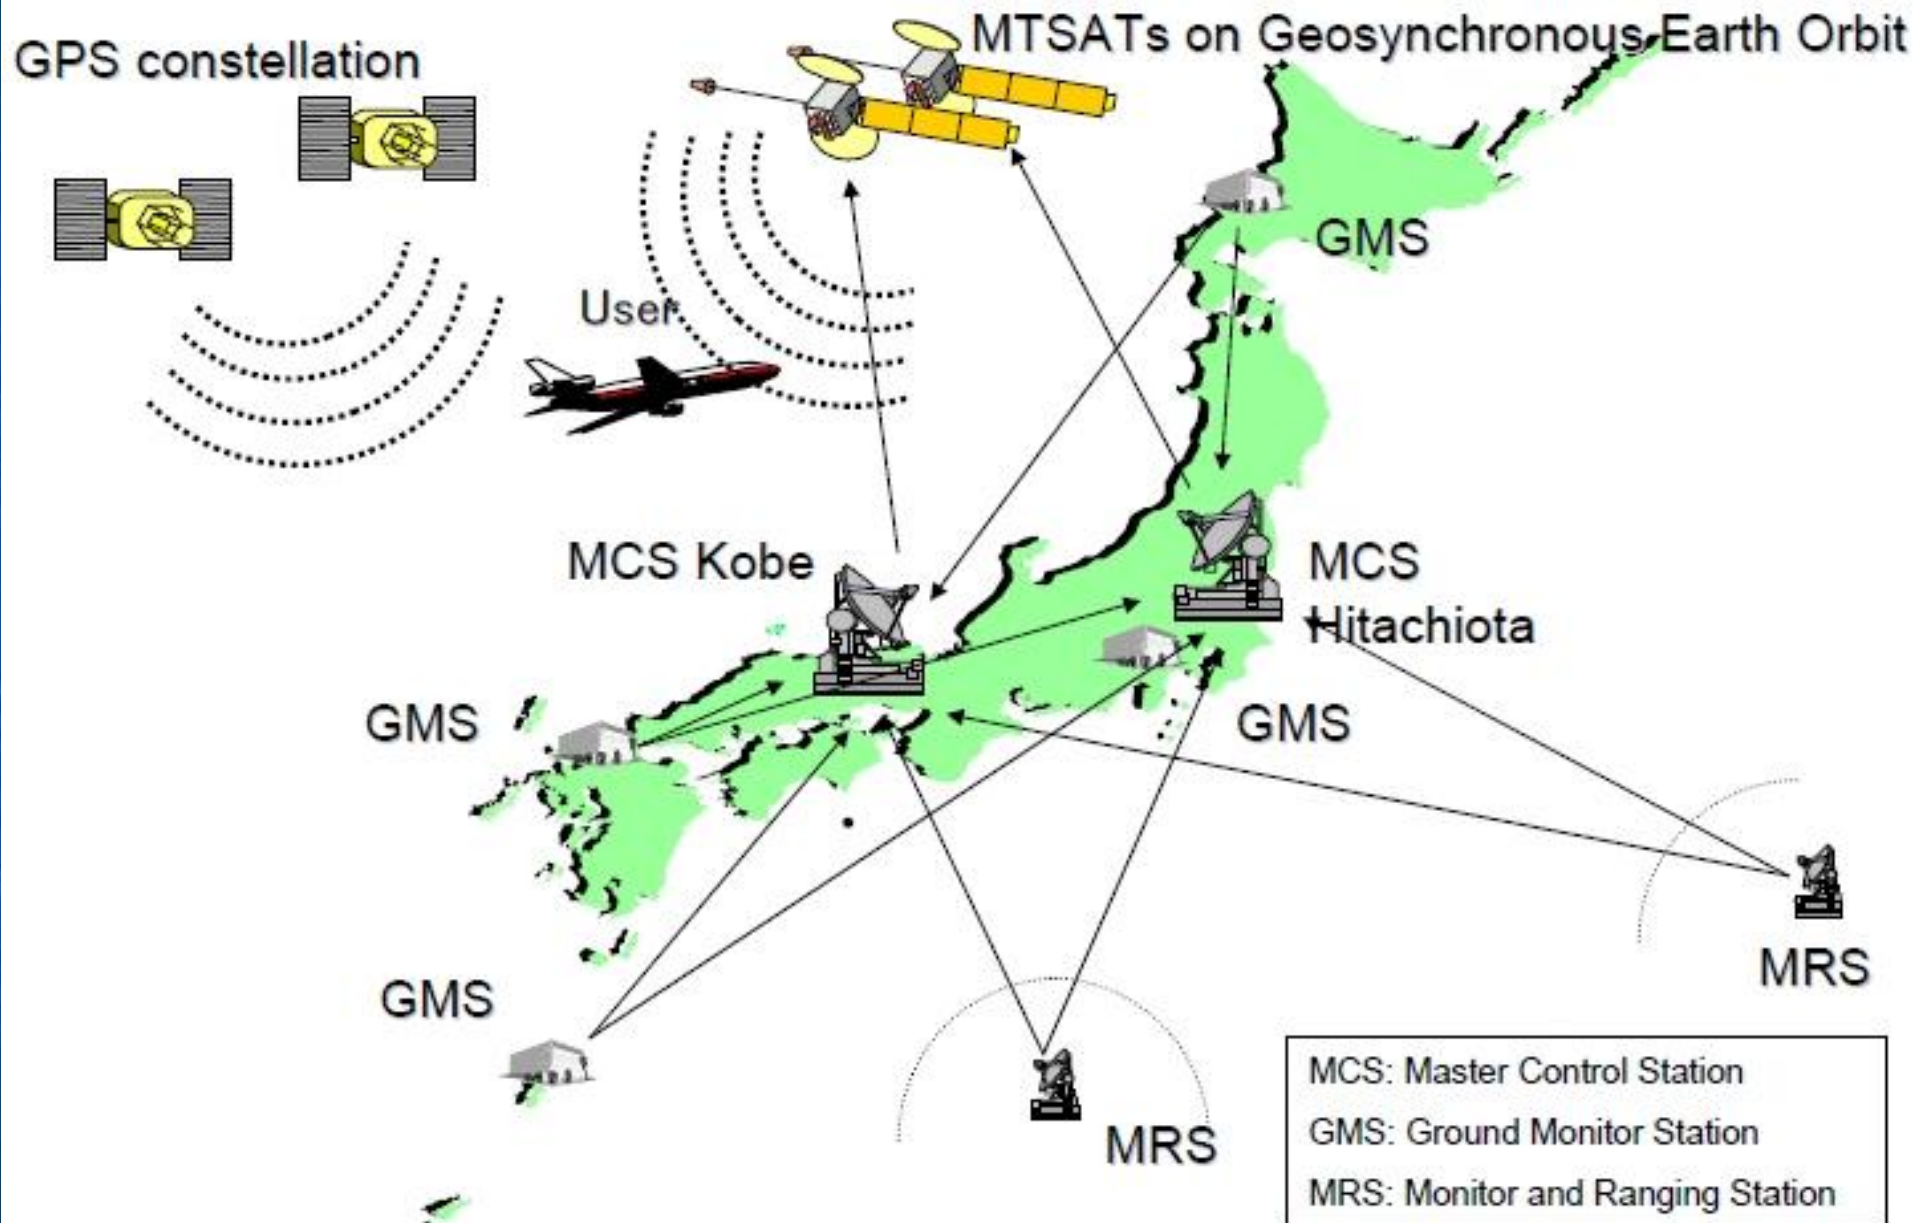 MTSATs on Geosynchronous Earth Orbit
GPS constellation
GMS
User
MCS Kobe
MCS
Hitachiota
GMS
GMS
GMS
MRS
MRS
MCS: Master Control Station
GMS: Ground Monitor Station
MRS: Monitor and Ranging Station